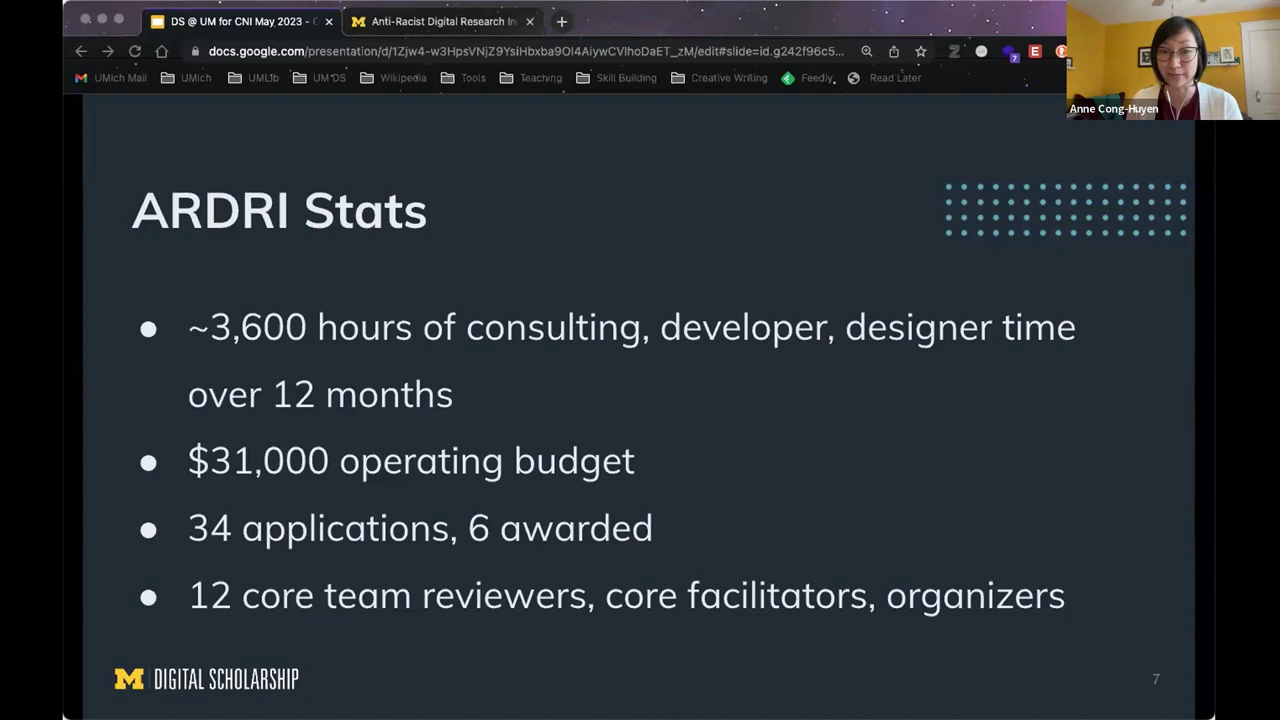 DS @ UM for CNI May 2023 - C
Anti-Racist Digital Research In
docs.google.com/presentation/d/1Zjw4-w3HpsVNjZ9YsiHbxba9OI4AiywCVlhoDaET_zM/edit#slide=id.g242f96c5...
UMich Mail UMich UMLib UM DS Wikipedia Tools Teaching Skill Building Creative Writing Feedly. Read Later
Anne Cong-Huyen
ARDRI Stats
● ~3,600 hours of consulting, developer, designer time
over 12 months
● $31,000 operating budget
● 34 applications, 6 awarded
● 12 core team reviewers, core facilitators, organizers
M DIGITAL SCHOLARSHIP
7